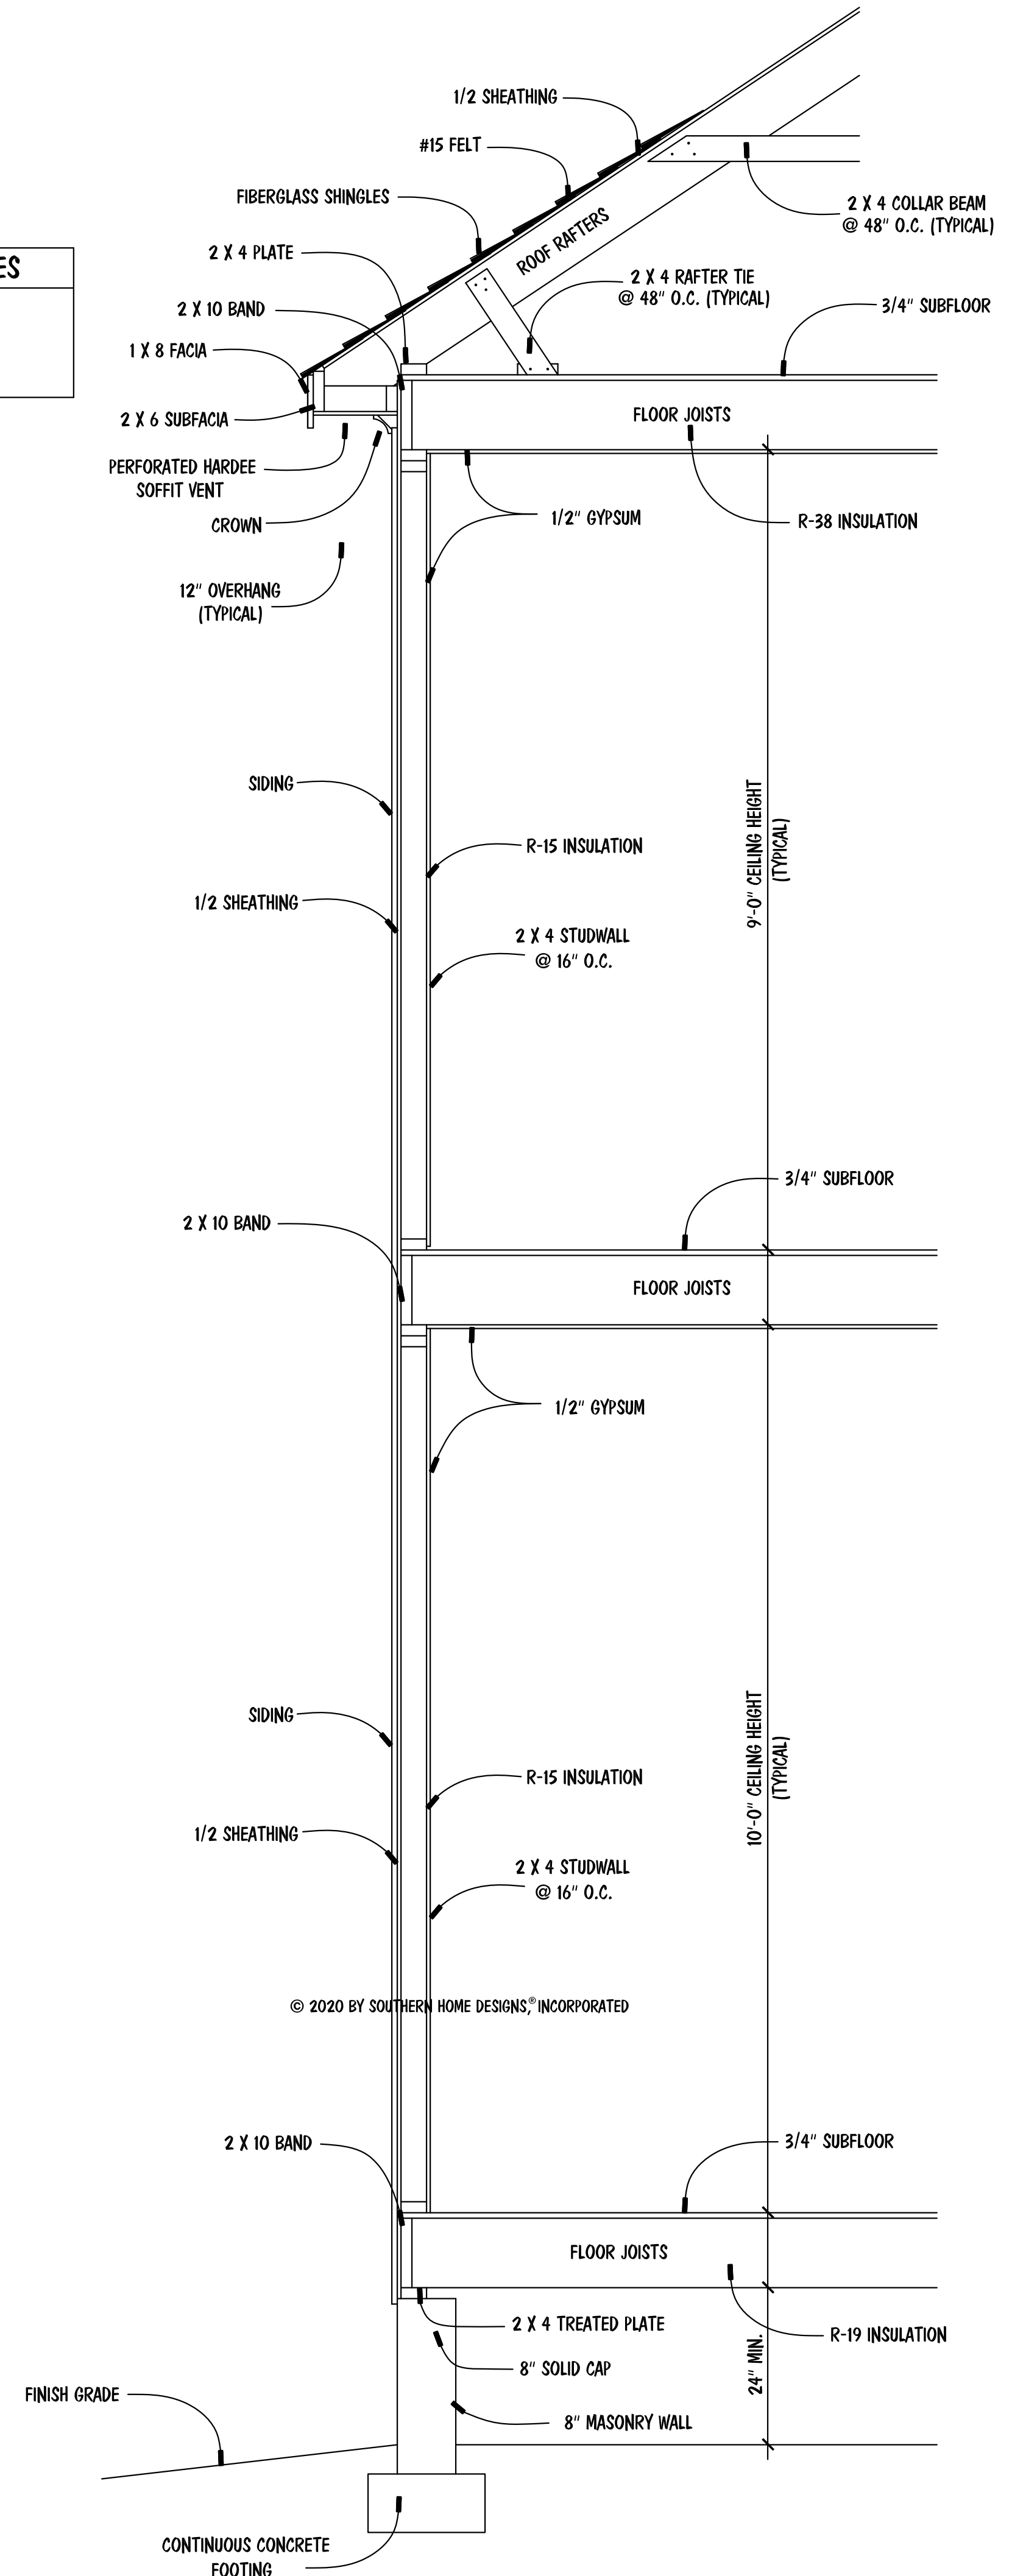 1/2 SHEATHING
#15 FELT
FIBERGLASS SHINGLES
2 X 4 COLLAR BEAM
@ 48" O.C. (TYPICAL)
ROOF RAFTERS
2 X 4 PLATE
ES
2 X 4 RAFTER TIE
@ 48" O.C. (TYPICAL)
2 X 10 BAND
3/4" SUBFLOOR
1 X 8 FACIA
FLOOR JOISTS
2 X 6 SUBFACIA
PERFORATED HARDEE
SOFFIT VENT
CROWN
1/2" GYPSUM
R-38 INSULATION
12" OVERHANG
(TYPICAL)
SIDING
R-15 INSULATION
9'-0" CEILING HEIGHT
(TYPICAL)
1/2 SHEATHING
2 X 4 STUDWALL
@ 16" O.C.
3/4" SUBFLOOR
2 X 10 BAND
FLOOR JOISTS
1/2" GYPSUM
SIDING
R-15 INSULATION
10'-0" CEILING HEIGHT
(TYPICAL)
1/2 SHEATHING
2 X 4 STUDWALL
@ 16" O.C.
© 2020 BY SOUTHERN HOME DESIGNS,® INCORPORATED
2 X 10 BAND
3/4" SUBFLOOR
FLOOR JOISTS
2 X 4 TREATED PLATE
R-19 INSULATION
8" SOLID CAP
24" MIN.
FINISH GRADE
8" MASONRY WALL
CONTINUOUS CONCRETE
FOOTING